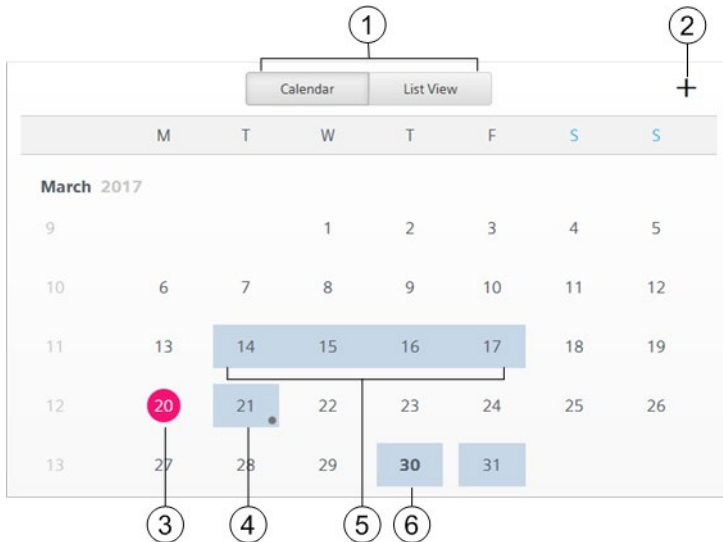 1 2
Calendar List View +
M T W T F S S
March 2017
9 1 2 3 4 5
10 6 7 8 9 10 11 12
11 13 14 15 16 17 18 19
12 20 21 22 23 24 25 26
13 27 28 29 30 31
3 4 5 6